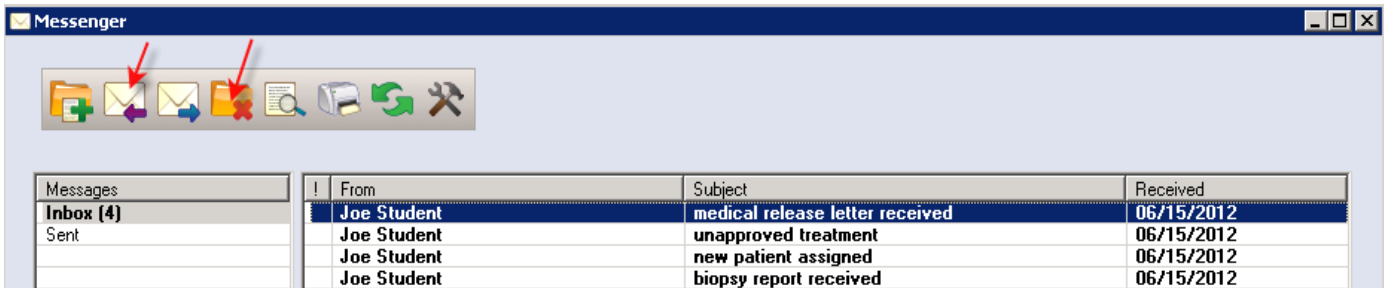 Messenger
Messages
! From Subject Received
Inbox (4)
Joe Student medical release letter received 06/15/2012
Sent
Joe Student unapproved treatment 06/15/2012
Joe Student new patient assigned 06/15/2012
Joe Student biopsy report received 06/15/2012